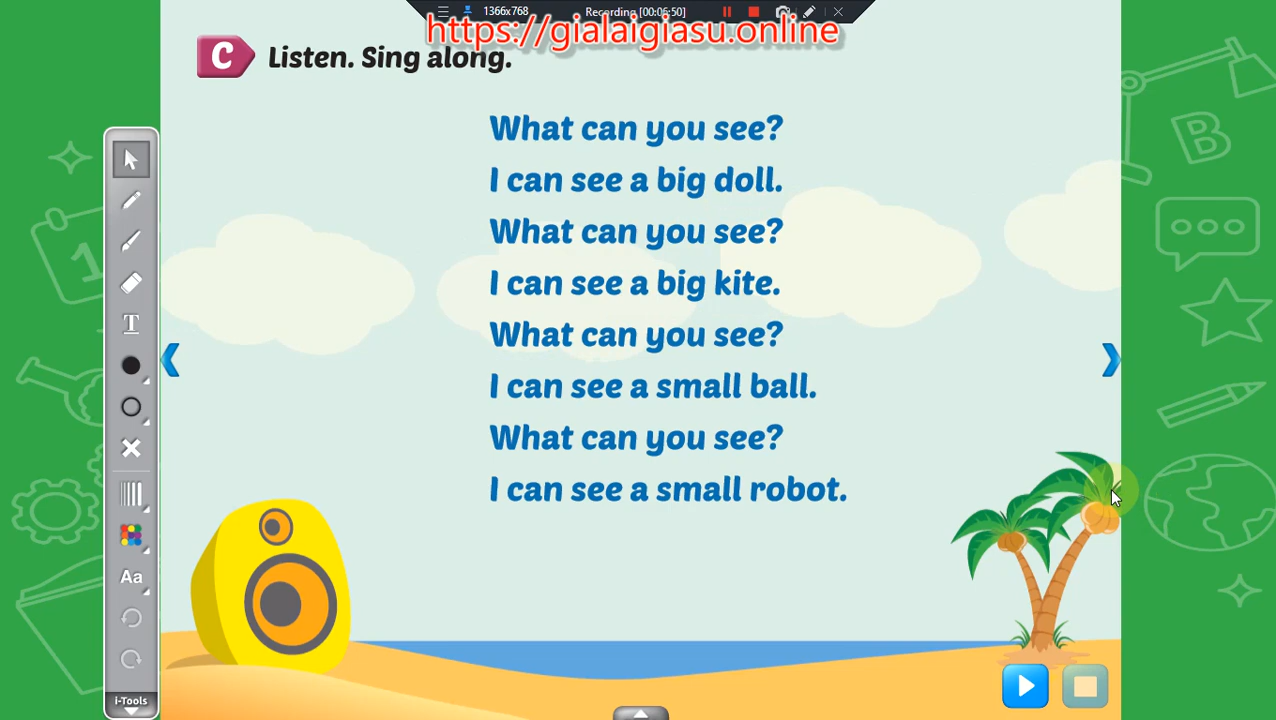 1366x768
Recording [00:06:50]
https://gialaigiasu.online
C Listen. Sing along.
What can you see?
I can see a big doll.
What can you see?
I can see a big kite.
What can you see?
I can see a small ball.
What can you see?
I can see a small robot.
T
Aa
i-Tools
1
B